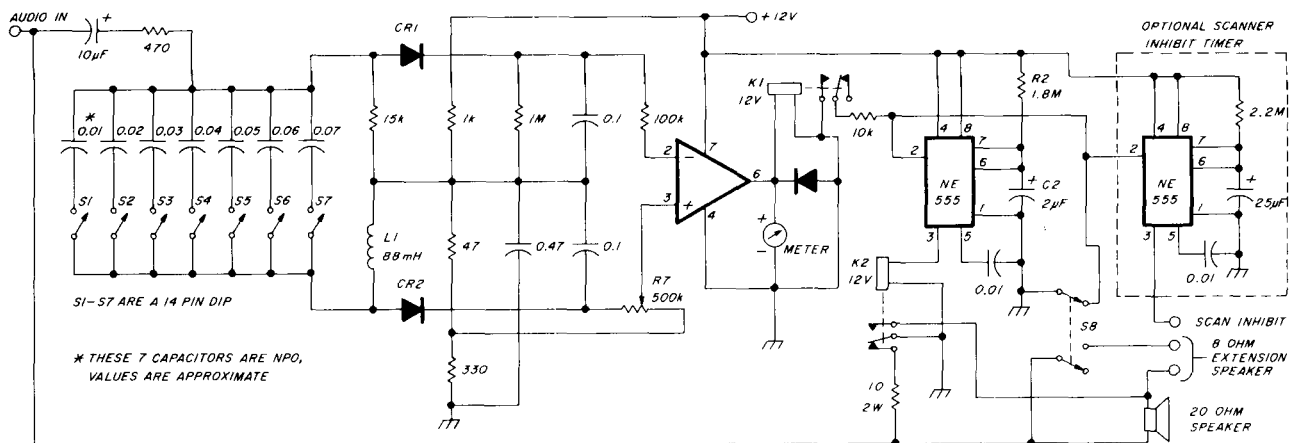 AUDIO IN
+
10μF
470
CR1
+12V
OPTIONAL SCANNER
INHIBIT TIMER
*
0.01
0.02
0.03
0.04
0.05
0.06
0.07
15k
1k
1M
0.1
100k
K1
12V
10k
R2
1.8M
2.2M
2
−
7
6
3
+
4
4
8
7
2
6
NE
555
1
3
5
+
C2
2μF
4
8
7
2
6
NE
555
1
3
5
+
25μF
S1
S2
S3
S4
S5
S6
S7
L1
88mH
47
0.47
0.1
+
−
METER
CR2
R7
500k
K2
12V
0.01
0.01
S1-S7 ARE A 14 PIN DIP
S8
SCAN INHIBIT
* THESE 7 CAPACITORS ARE NPO,
VALUES ARE APPROXIMATE
330
10
2W
8 OHM
EXTENSION
SPEAKER
20 OHM
SPEAKER